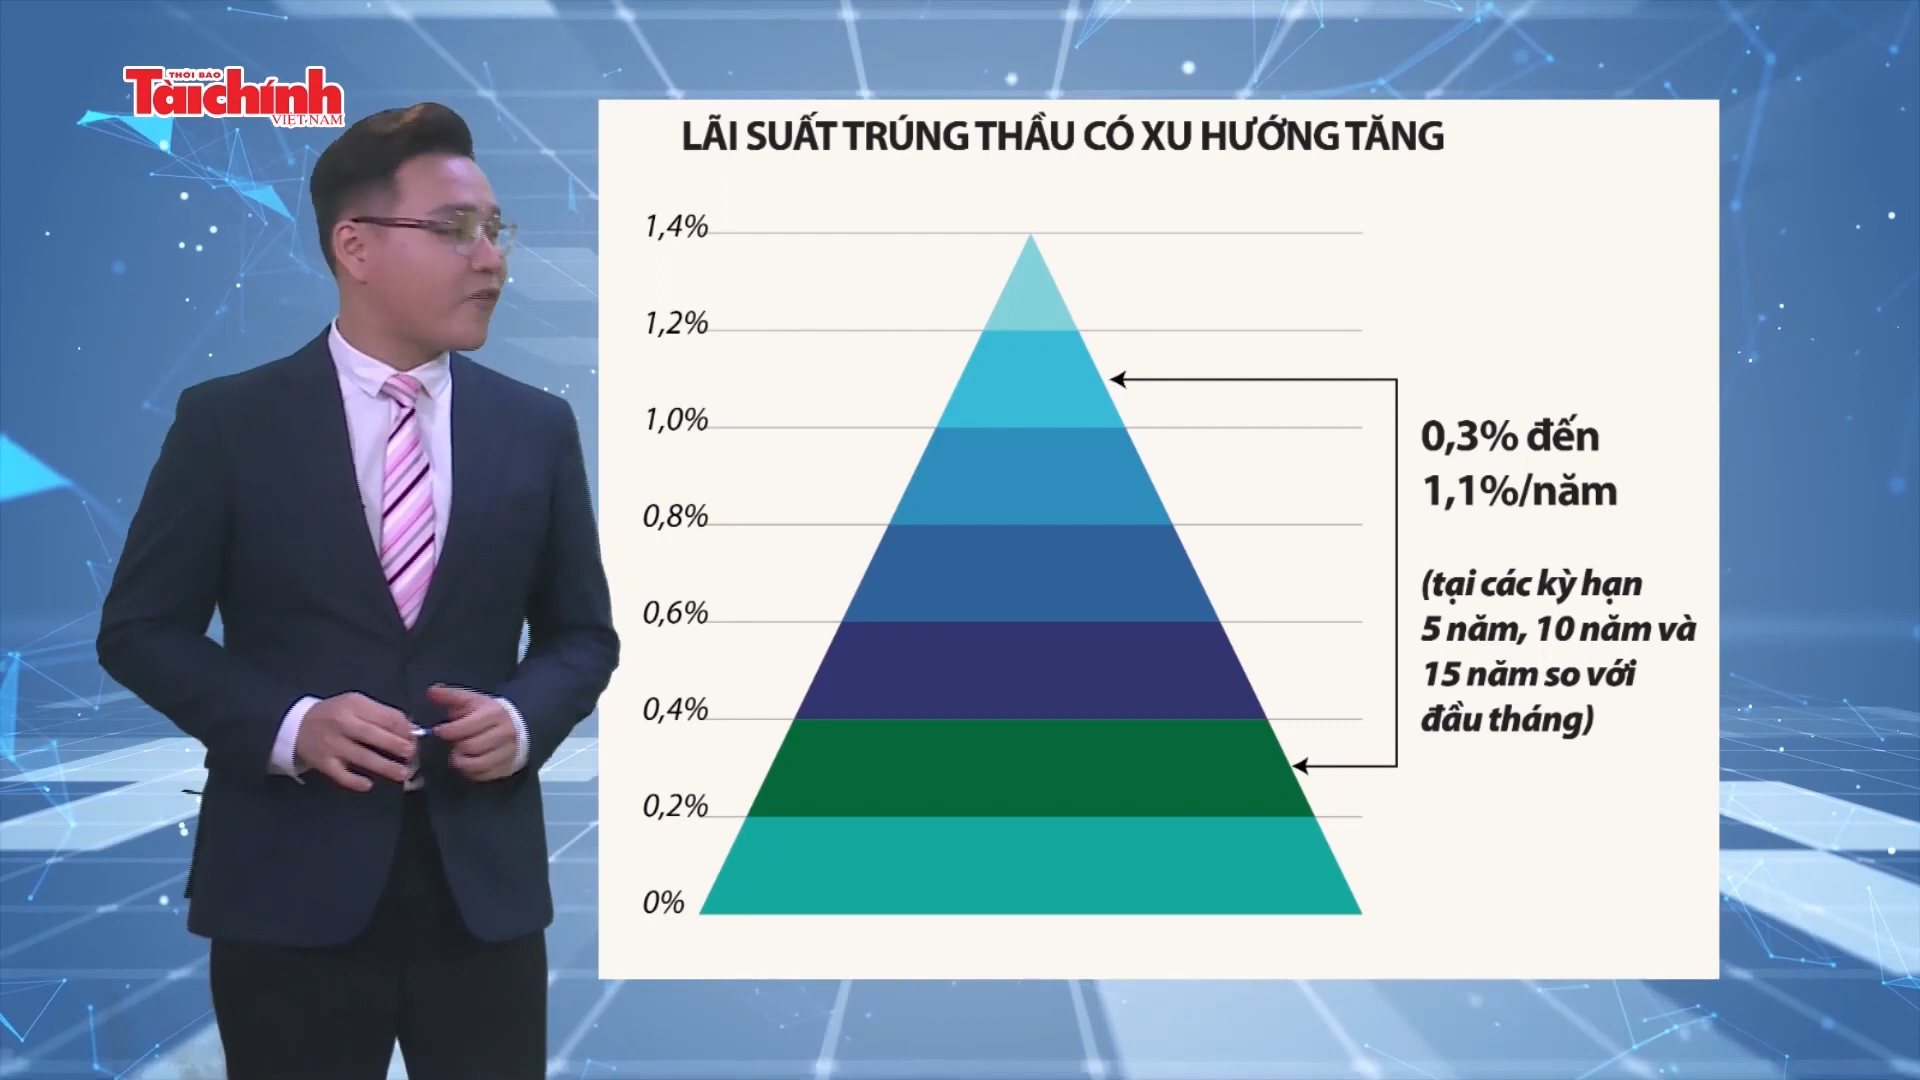 THỜI BÁO
Tàichính
VIỆT-NAM
LÃI SUẤT TRÚNG THẦU CÓ XU HƯỚNG TĂNG
1,4%
1,2%
1,0%
0,8%
0,6%
0,4%
0,2%
0%
0,3% đến
1,1%/năm
(tại các kỳ hạn
5 năm, 10 năm và
15 năm so với
đầu tháng)